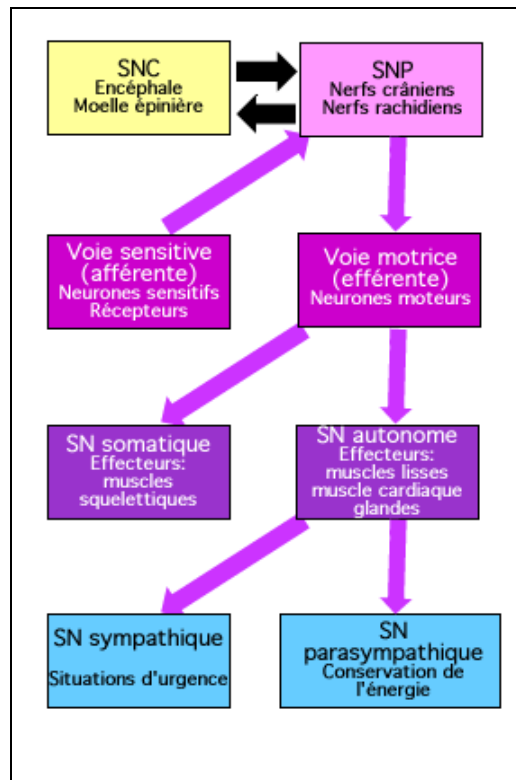 SNC
Encéphale
Moelle épinière
SNP
Nerfs crâniens
Nerfs rachidiens
Voie sensitive
(afférente)
Neurones sensitifs
Récepteurs
Voie motrice
(efférente)
Neurones moteurs
SN somatique
Effecteurs:
muscles
squelettiques
SN autonome
Effecteurs:
muscles lisses
muscle cardiaque
glandes
SN sympathique
Situations d'urgence
SN
parasympathique
Conservation de
l'énergie